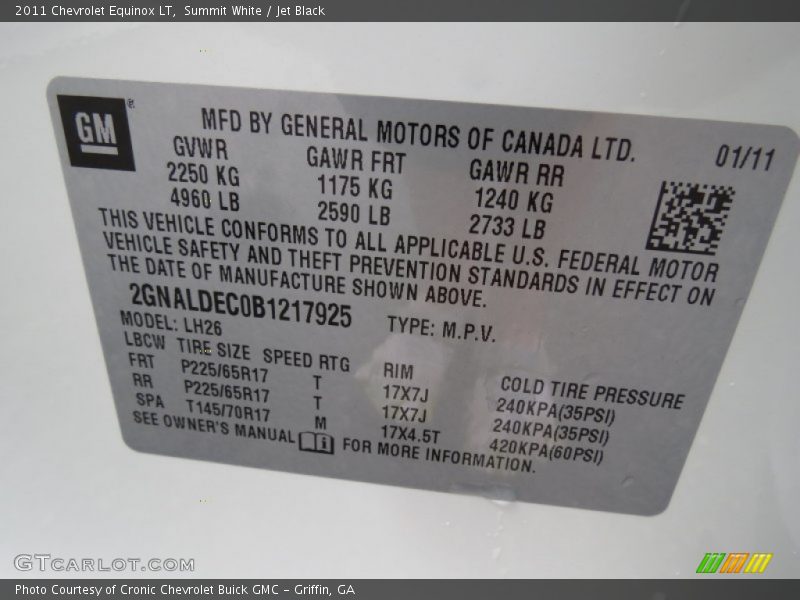 2011 Chevrolet Equinox LT, Summit White / Jet Black
GM®
MFD BY GENERAL MOTORS OF CANADA LTD. 01/11
GVWR GAWR FRT GAWR RR
2250 KG 1175 KG 1240 KG
4960 LB 2590 LB 2733 LB
THIS VEHICLE CONFORMS TO ALL APPLICABLE U.S. FEDERAL MOTOR
VEHICLE SAFETY AND THEFT PREVENTION STANDARDS IN EFFECT ON
THE DATE OF MANUFACTURE SHOWN ABOVE.
2GNALDEC0B1217925 TYPE: M.P.V.
MODEL: LH26
LBCW TIRE SIZE SPEED RTG RIM COLD TIRE PRESSURE
FRT P225/65R17 T 17X7J 240KPA(35PSI)
RR P225/65R17 T 17X7J 240KPA(35PSI)
SPA T145/70R17 M 17X4.5T 420KPA(60PSI)
SEE OWNER'S MANUAL FOR MORE INFORMATION.
GTCARLOT.COM
Photo Courtesy of Cronic Chevrolet Buick GMC – Griffin, GA